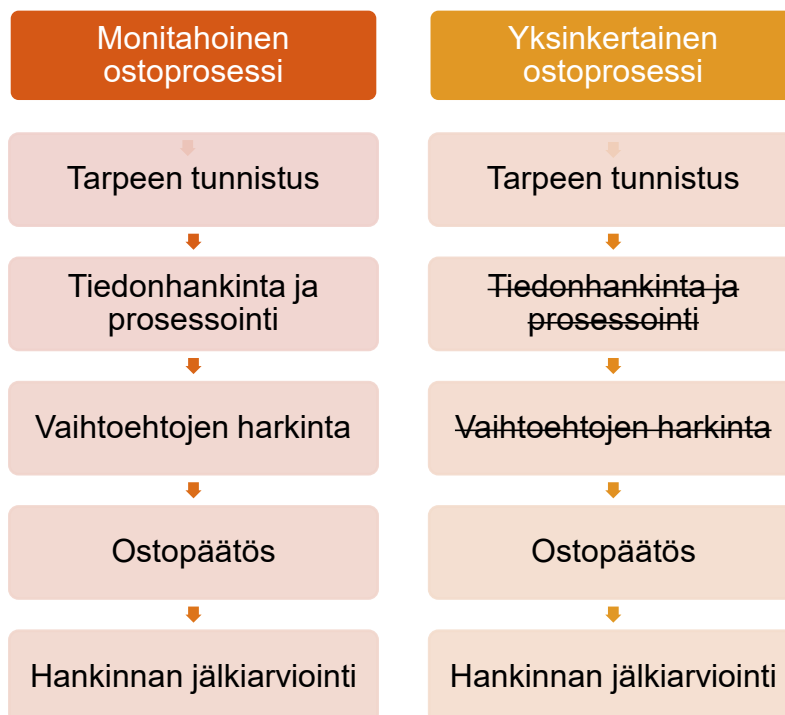 Monitahoinen
ostoprosessi
Tarpeen tunnistus
Tiedonhankinta ja
prosessointi
Vaihtoehtojen harkinta
Ostopäätös
Hankinnan jälkiarviointi
Yksinkertainen
ostoprosessi
Tarpeen tunnistus
Tiedonhankinta ja
prosessointi
Vaihtoehtojen harkinta
Ostopäätös
Hankinnan jälkiarviointi